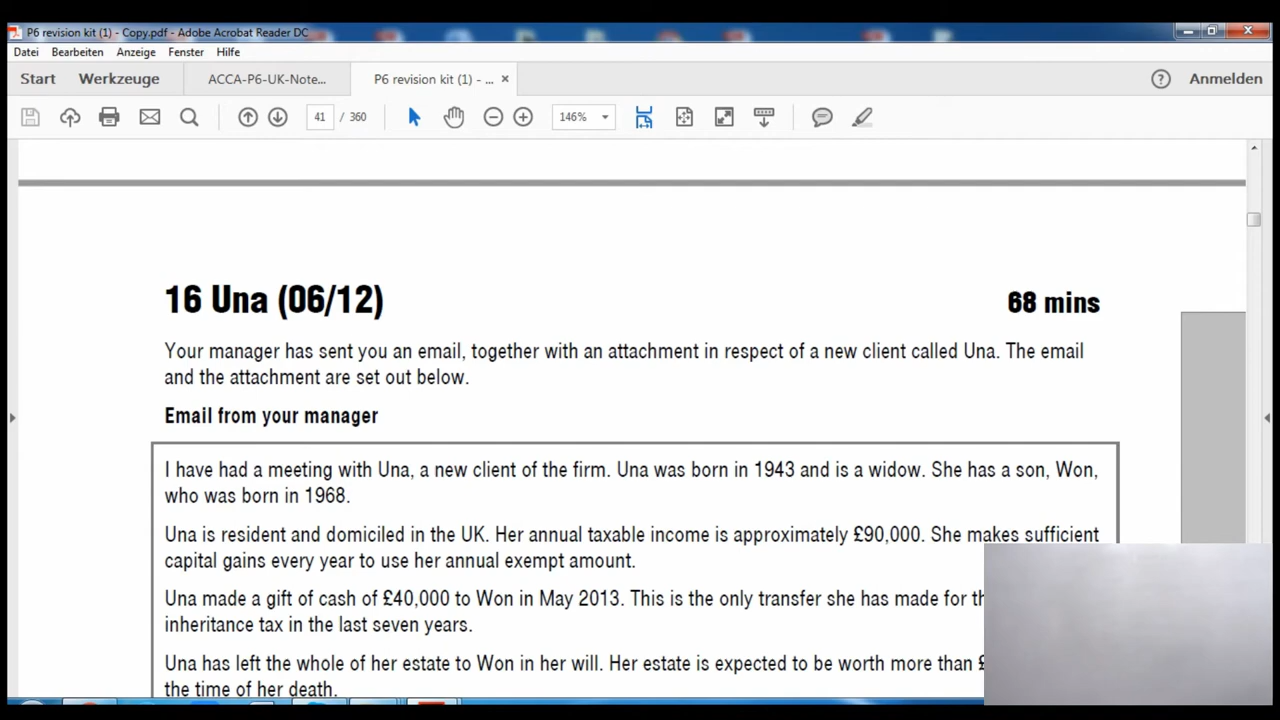 P6 revision kit (1) - Copy.pdf - Adobe Acrobat Reader DC
Datei Bearbeiten Anzeige Fenster Hilfe
Start Werkzeuge ACCA-P6-UK-Note... P6 revision kit (1) - ... × ? Anmelden
41 / 360 146%
16 Una (06/12) 68 mins
Your manager has sent you an email, together with an attachment in respect of a new client called Una. The email
and the attachment are set out below.
Email from your manager
I have had a meeting with Una, a new client of the firm. Una was born in 1943 and is a widow. She has a son, Won,
who was born in 1968.
Una is resident and domiciled in the UK. Her annual taxable income is approximately £90,000. She makes sufficient
capital gains every year to use her annual exempt amount.
Una made a gift of cash of £40,000 to Won in May 2013. This is the only transfer she has made for
inheritance tax in the last seven years.
Una has left the whole of her estate to Won in her will. Her estate is expected to be worth more than
the time of her death.